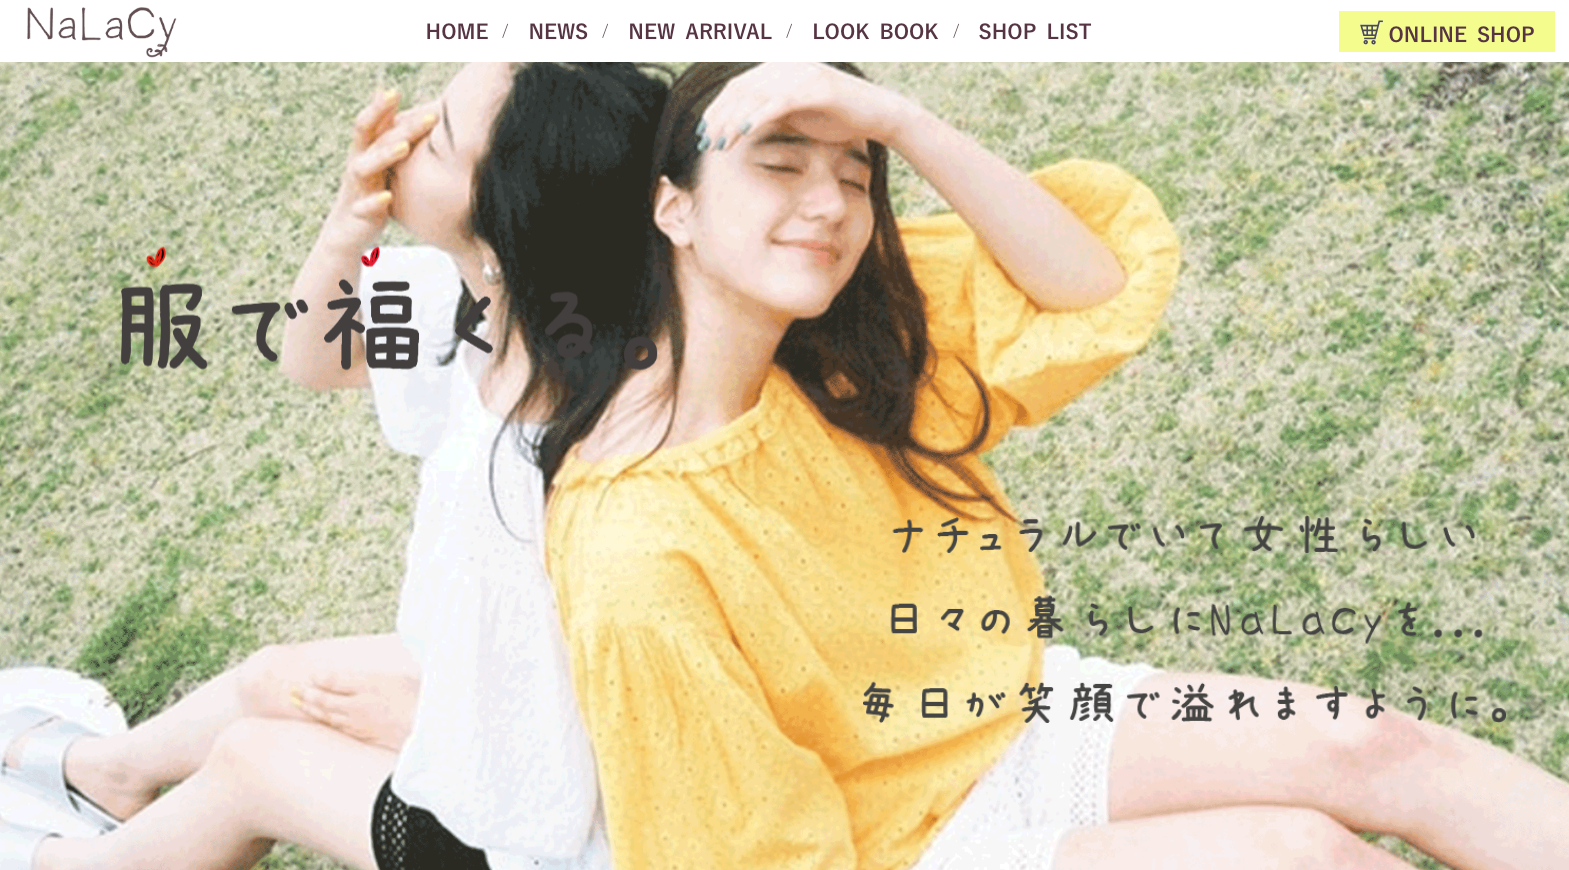 NaLaCy
HOME / NEWS / NEW ARRIVAL / LOOK BOOK / SHOP LIST
ONLINE SHOP
服で福くる。
ナチュラルでいて女性らしい
日々の暮らしにNaLaCyを...
毎日が笑顔で溢れますように。